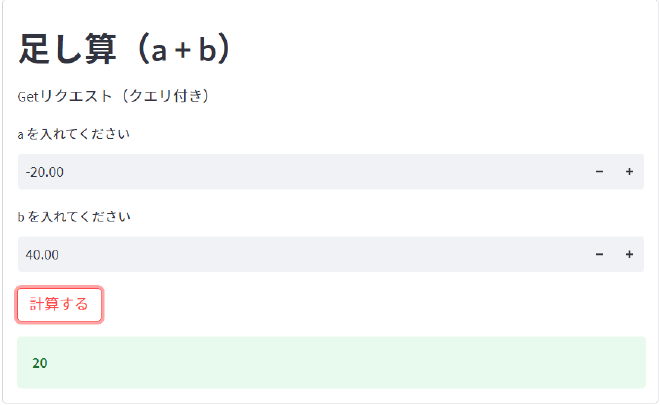 足し算（a + b）
Getリクエスト（クエリ付き）
a を入れてください
-20.00 − +
b を入れてください
40.00 − +
計算する
20